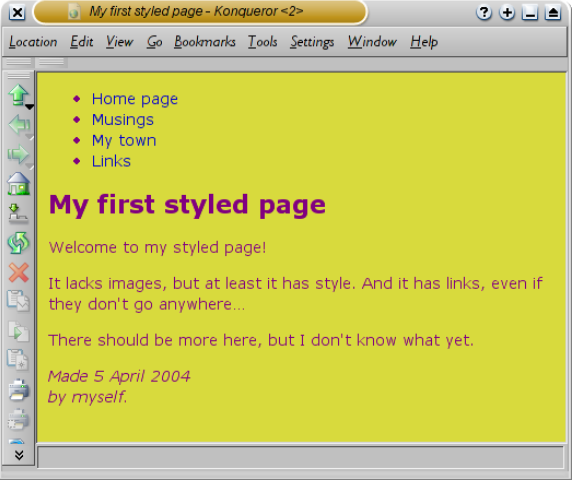 My first styled page - Konqueror <2>
Location Edit View Go Bookmarks Tools Settings Window Help
Home page
Musings
My town
Links
My first styled page
Welcome to my styled page!
It lacks images, but at least it has style. And it has links, even if
they don't go anywhere...
There should be more here, but I don't know what yet.
Made 5 April 2004
by myself.